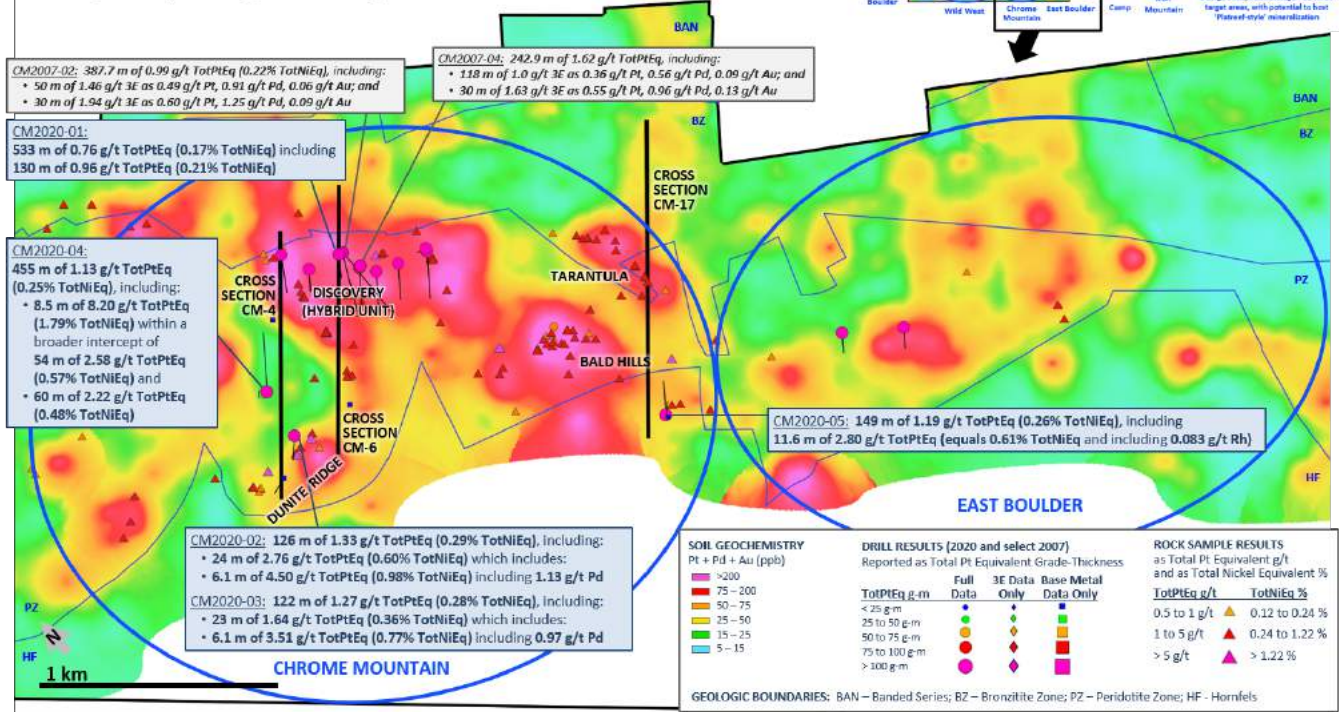 Boulder
Wild West
Chrome
Mountain
East Boulder
Camp
Mountain
target areas, with potential to host
'Platreef-style' mineralization
BAN
CM2007-02: 387.7 m of 0.99 g/t TotPtEq (0.22% TotNiEq), including:
• 50 m of 1.46 g/t 3E as 0.49 g/t Pt, 0.91 g/t Pd, 0.06 g/t Au; and
• 30 m of 1.94 g/t 3E as 0.60 g/t Pt, 1.25 g/t Pd, 0.09 g/t Au
CM2007-04: 242.9 m of 1.62 g/t TotPtEq, including:
• 118 m of 1.0 g/t 3E as 0.36 g/t Pt, 0.56 g/t Pd, 0.09 g/t Au; and
• 30 m of 1.63 g/t 3E as 0.55 g/t Pt, 0.96 g/t Pd, 0.13 g/t Au
BAN
BZ
BZ
CM2020-01:
533 m of 0.76 g/t TotPtEq (0.17% TotNiEq) including
130 m of 0.96 g/t TotPtEq (0.21% TotNiEq)
CROSS
SECTION
CM-17
CM2020-04:
455 m of 1.13 g/t TotPtEq
(0.25% TotNiEq), including:
• 8.5 m of 8.20 g/t TotPtEq
(1.79% TotNiEq) within a
broader intercept of
54 m of 2.58 g/t TotPtEq
(0.57% TotNiEq) and
• 60 m of 2.22 g/t TotPtEq
(0.48% TotNiEq)
CROSS
SECTION
CM-4
DISCOVERY
(HYBRID UNIT)
TARANTULA
PZ
BALD HILLS
CROSS
SECTION
CM-6
DUNITE RIDGE
CM2020-05: 149 m of 1.19 g/t TotPtEq (0.26% TotNiEq), including
11.6 m of 2.80 g/t TotPtEq (equals 0.61% TotNiEq and including 0.083 g/t Rh)
HF
EAST BOULDER
CM2020-02: 126 m of 1.33 g/t TotPtEq (0.29% TotNiEq), including:
• 24 m of 2.76 g/t TotPtEq (0.60% TotNiEq) which includes:
• 6.1 m of 4.50 g/t TotPtEq (0.98% TotNiEq) including 1.13 g/t Pd
CM2020-03: 122 m of 1.27 g/t TotPtEq (0.28% TotNiEq), including:
• 23 m of 1.64 g/t TotPtEq (0.36% TotNiEq) which includes:
• 6.1 m of 3.51 g/t TotPtEq (0.77% TotNiEq) including 0.97 g/t Pd
PZ
N
HF
1 km
CHROME MOUNTAIN
SOIL GEOCHEMISTRY
Pt + Pd + Au (ppb)
>200
75 – 200
50 – 75
25 – 50
15 – 25
5 – 15
DRILL RESULTS (2020 and select 2007)
Reported as Total Pt Equivalent Grade-Thickness
TotPtEq g-m
Full Data
3E Data Only
Base Metal Data Only
< 25 g-m
25 to 50 g-m
50 to 75 g-m
75 to 100 g-m
> 100 g-m
ROCK SAMPLE RESULTS
as Total Pt Equivalent g/t
and as Total Nickel Equivalent %
TotPtEq g/t TotNiEq %
0.5 to 1 g/t 0.12 to 0.24 %
1 to 5 g/t 0.24 to 1.22 %
> 5 g/t > 1.22 %
GEOLOGIC BOUNDARIES: BAN – Banded Series; BZ – Bronzitite Zone; PZ – Peridotite Zone; HF - Hornfels